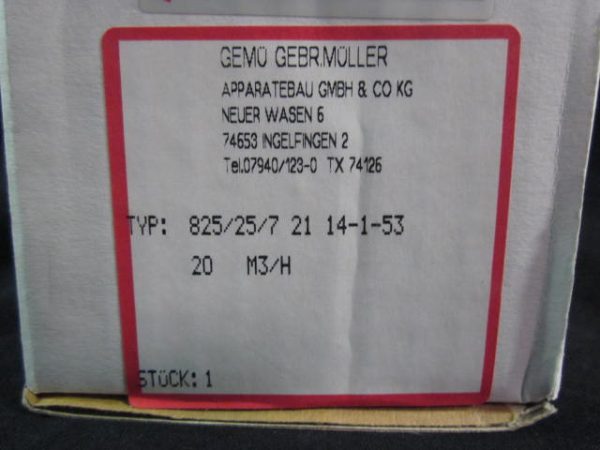 GEMÜ GEBR.MÜLLER
APPARATEBAU GMBH & CO KG
NEUER WASEN 6
74653 INGELFINGEN 2
Tel.07940/123-0 TX 74126
TYP: 825/25/7 21 14-1-53
20 M3/H
STÜCK: 1